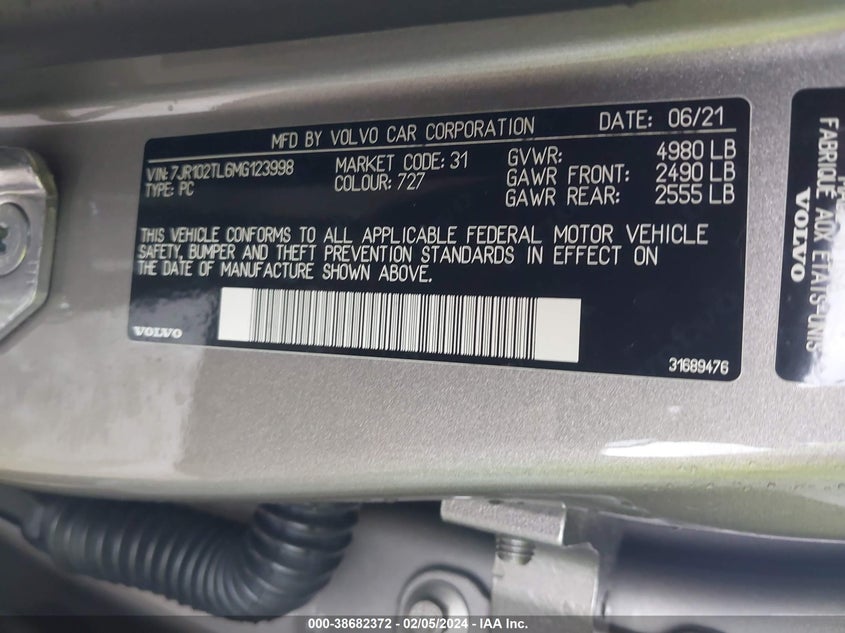 MFD BY VOLVO CAR CORPORATION DATE: 06/21
VIN: 7JR102TL6MG123998 MARKET CODE: 31 GVWR: 4980 LB
TYPE: PC COLOUR: 727 GAWR FRONT: 2490 LB
GAWR REAR: 2555 LB
THIS VEHICLE CONFORMS TO ALL APPLICABLE FEDERAL MOTOR VEHICLE
SAFETY, BUMPER AND THEFT PREVENTION STANDARDS IN EFFECT ON
THE DATE OF MANUFACTURE SHOWN ABOVE.
VOLVO
31689476
FABRIQUE AUX ETATS-UNIS
VOLVO
000-38682372 - 02/05/2024 - IAA Inc.